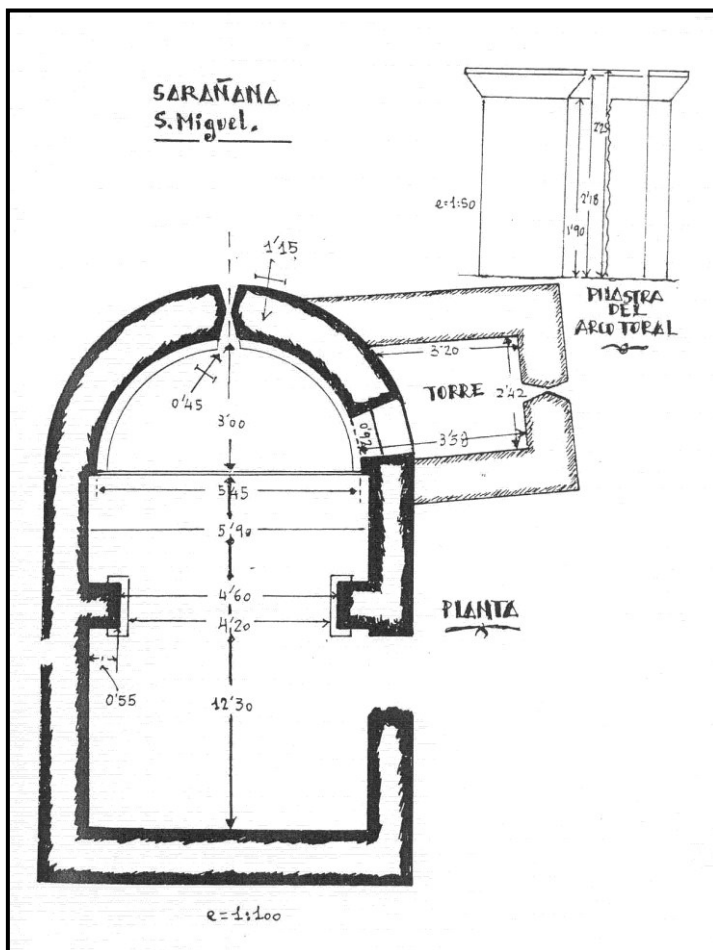 SARAÑANA
S. Miguel.
e=1:50
1'90
2'18
2'25
PILASTRA
DEL
ARCO TORAL
1'15
0'45
3'00
3'20
TORRE
2'42
0'60
3'38
5'45
5'90
4'60
4'20
PLANTA
0'55
12'30
e=1:100